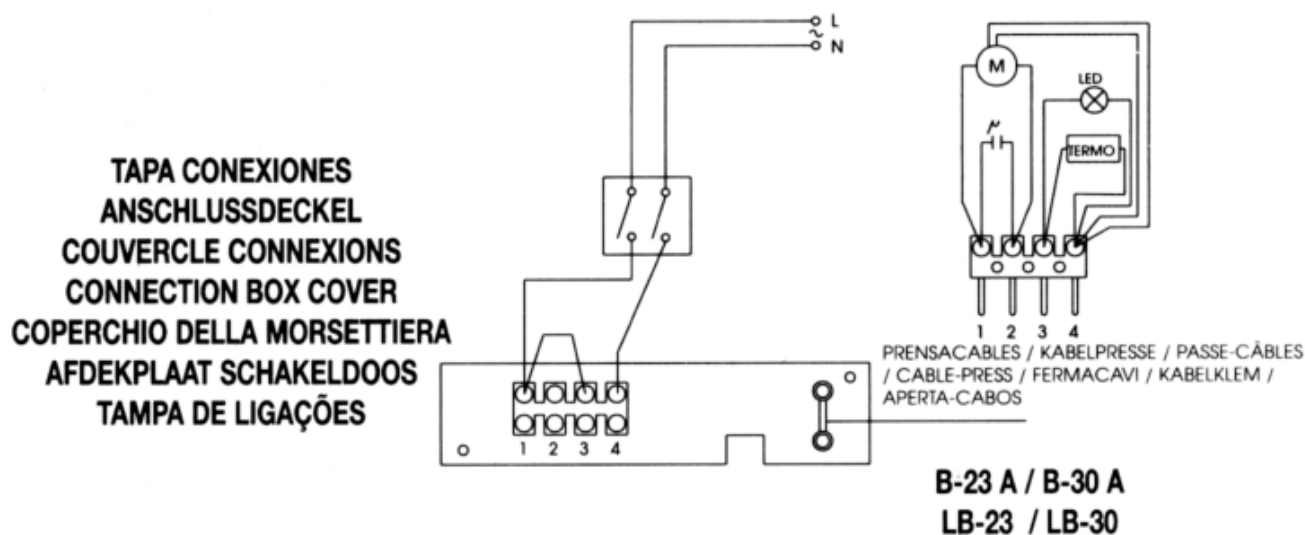 L
~
N
M
LED
μ
TERMO
TAPA CONEXIONES
ANSCHLUSSDECKEL
COUVERCLE CONNEXIONS
CONNECTION BOX COVER
COPERCHIO DELLA MORSETTIERA
AFDEKPLAAT SCHAKELDOOS
TAMPA DE LIGAÇÕES
1 2 3 4
PRENSACABLES / KABELPRESSE / PASSE-CÂBLES
/ CABLE-PRESS / FERMACAVI / KABELKLEM /
APERTA-CABOS
1 2 3 4
B-23 A / B-30 A
LB-23 / LB-30